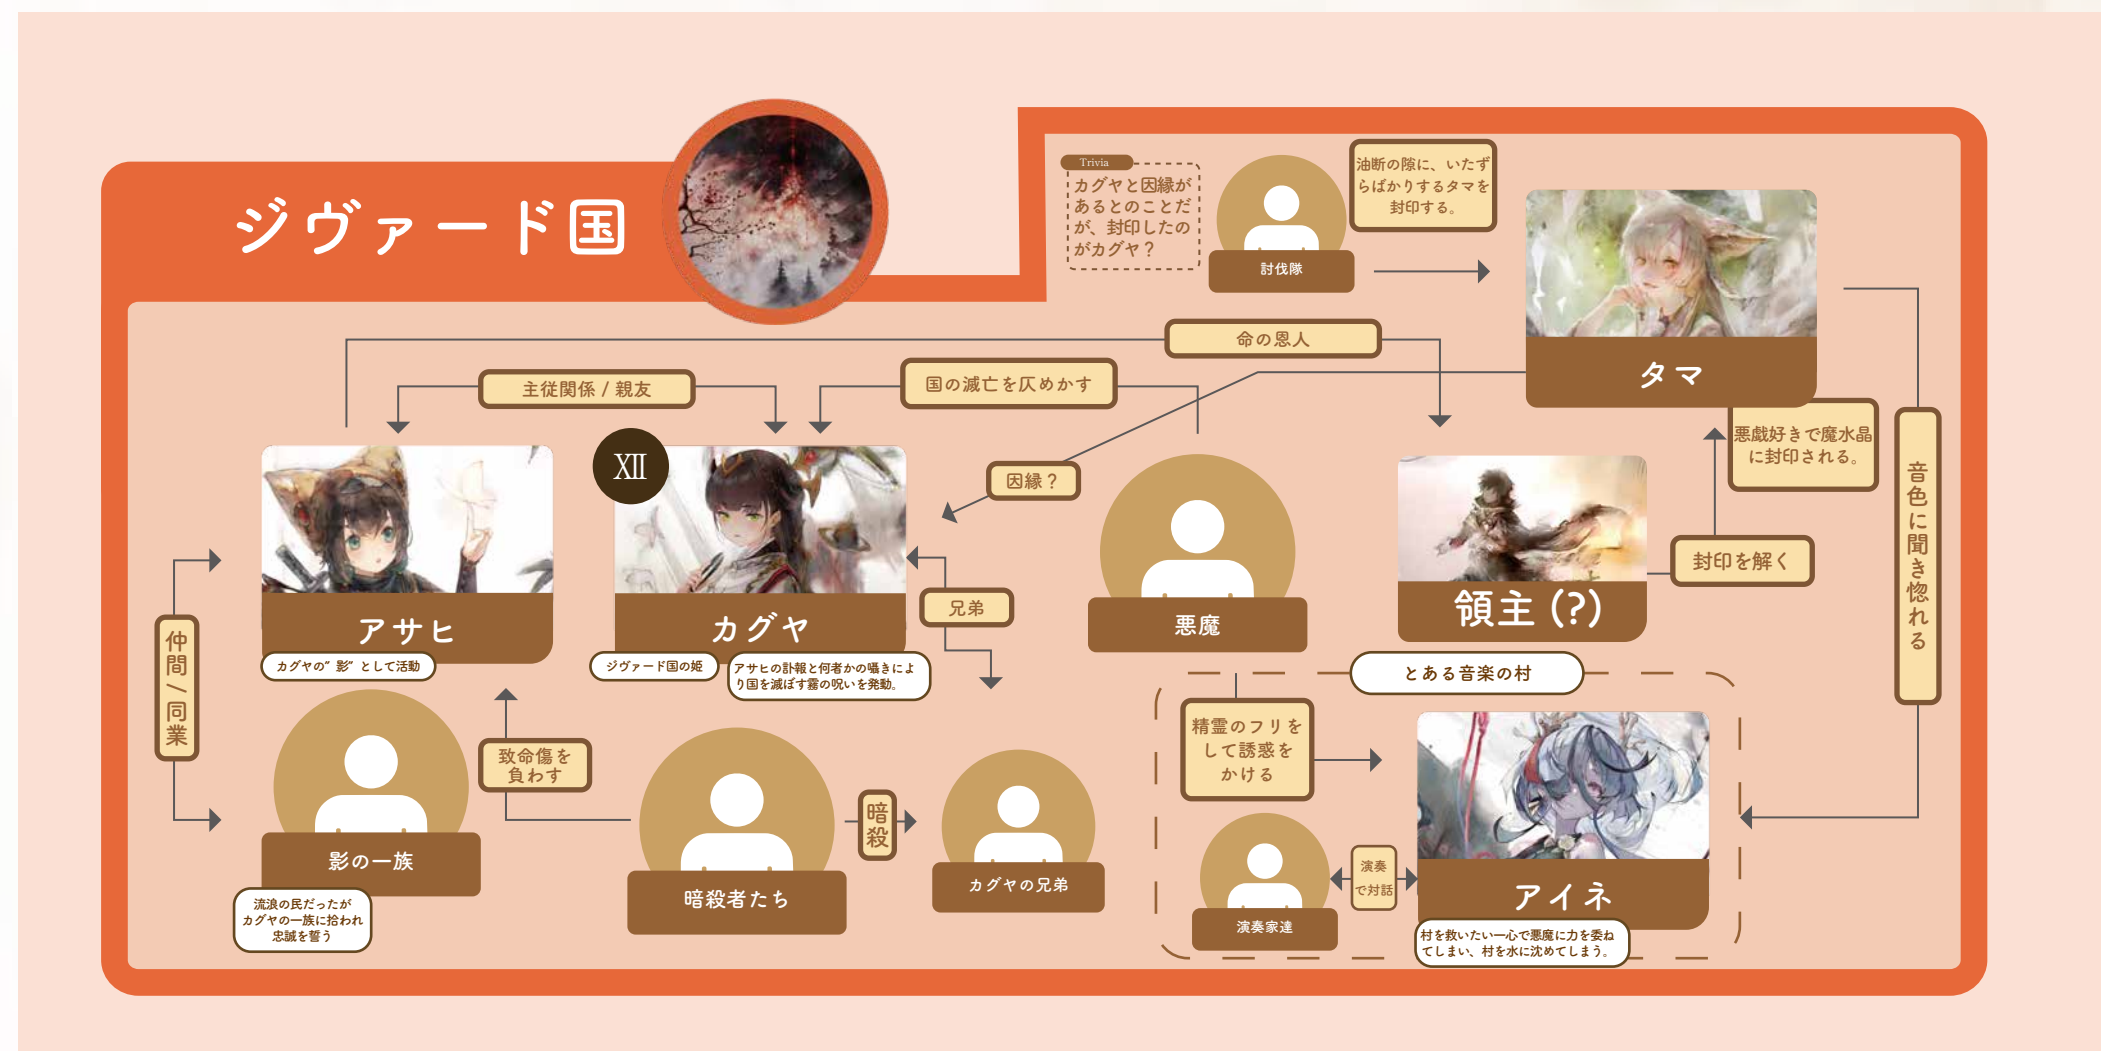 ジヴァード国
Trivia
カグヤと因縁が
あるとのことだ
が、封印したの
がカグヤ？
討伐隊
油断の隙に、いたず
らばかりするタマを
封印する。
タマ
命の恩人
主従関係 / 親友
国の滅亡を仄めかす
因縁？
悪戯好きで魔水晶
に封印される。
音色に聞き惚れる
XII
アサヒ
カグヤの”影”として活動
カグヤ
ジヴァード国の姫
アサヒの訃報と何者かの囁きによ
り国を滅ぼす霧の呪いを発動。
兄弟
悪魔
領主 (?)
封印を解く
仲間/同業
影の一族
流浪の民だったが
カグヤの一族に拾われ
忠誠を誓う
致命傷を
負わす
暗殺者たち
暗殺
カグヤの兄弟
とある音楽の村
精霊のフリを
して誘惑を
かける
演奏家達
演奏
で対話
アイネ
村を救いたい一心で悪魔に力を委ね
てしまい、村を水に沈めてしまう。